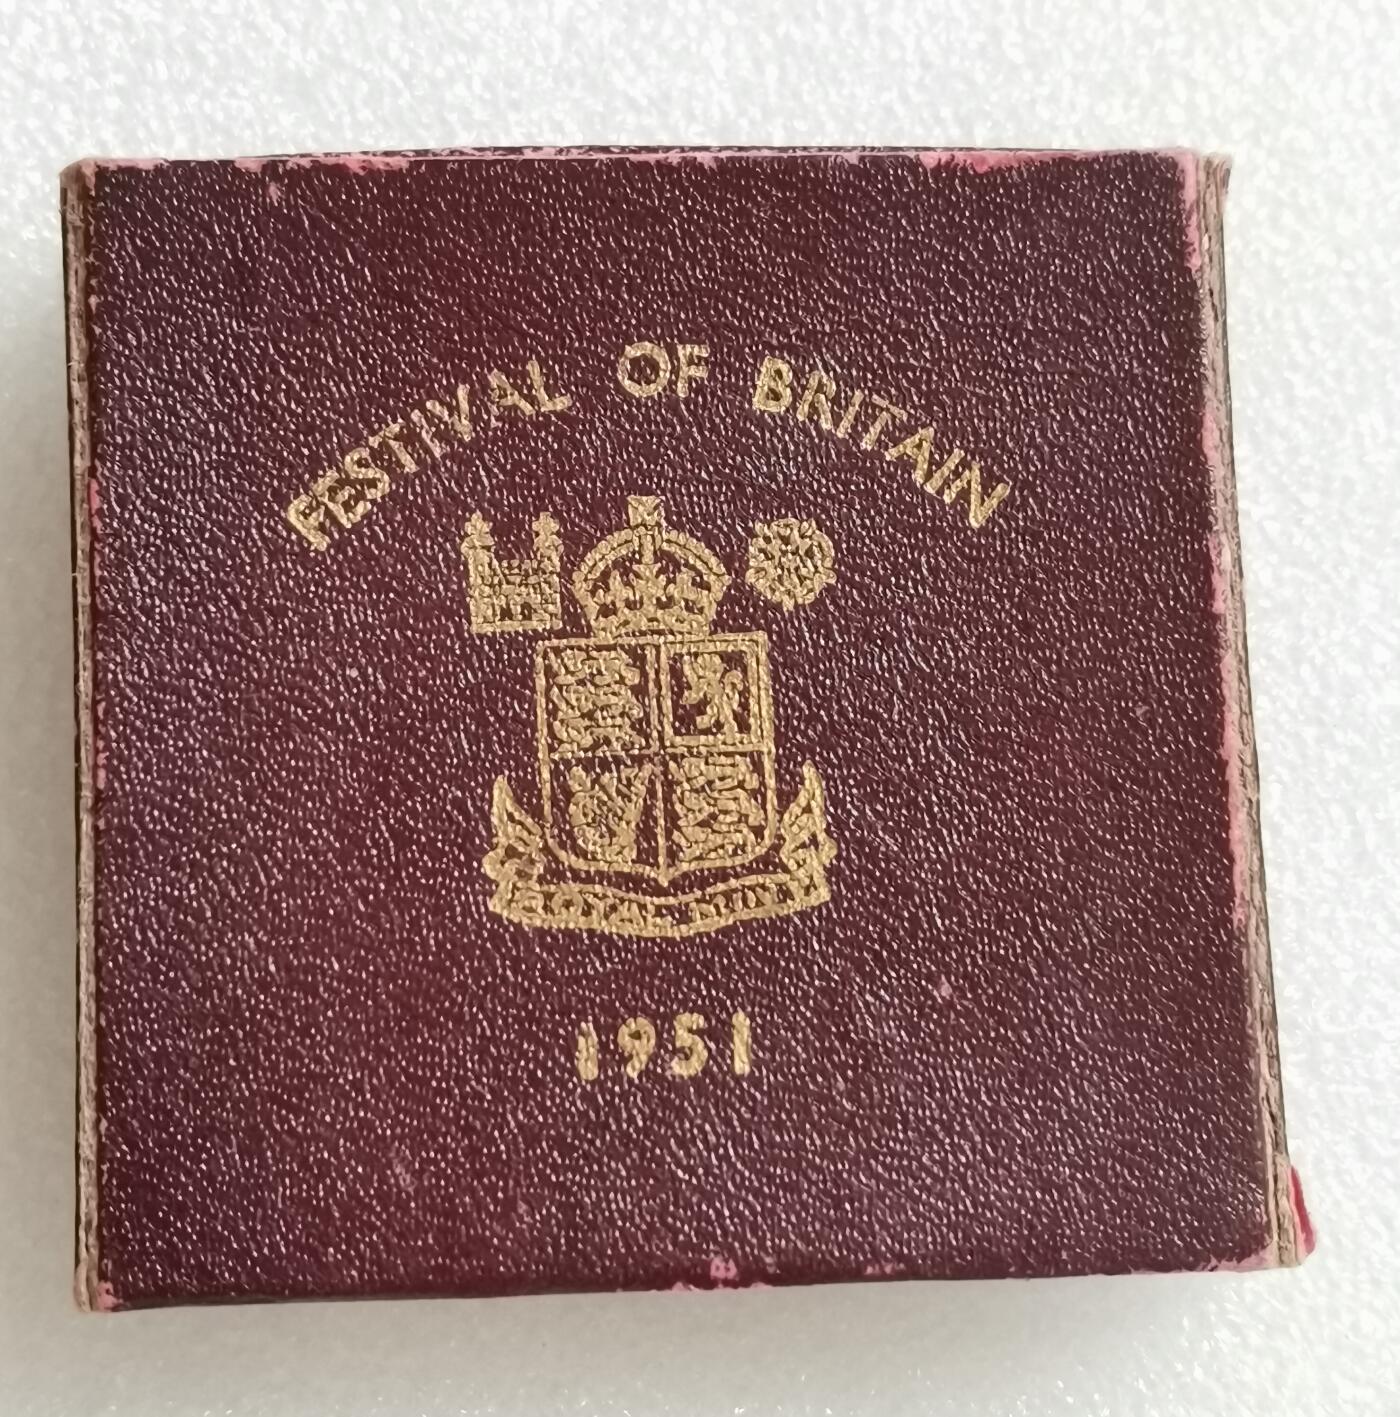 FESTIVAL OF BRITAIN
ROYAL MINT
1951